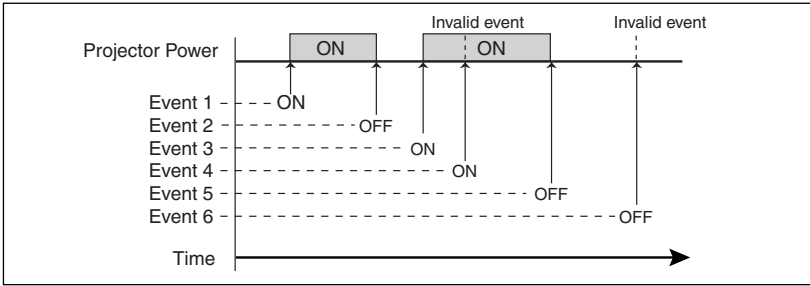 Invalid event Invalid event
Projector Power ON ON
Event 1 ON
Event 2 OFF
Event 3 ON
Event 4 ON
Event 5 OFF
Event 6 OFF
Time